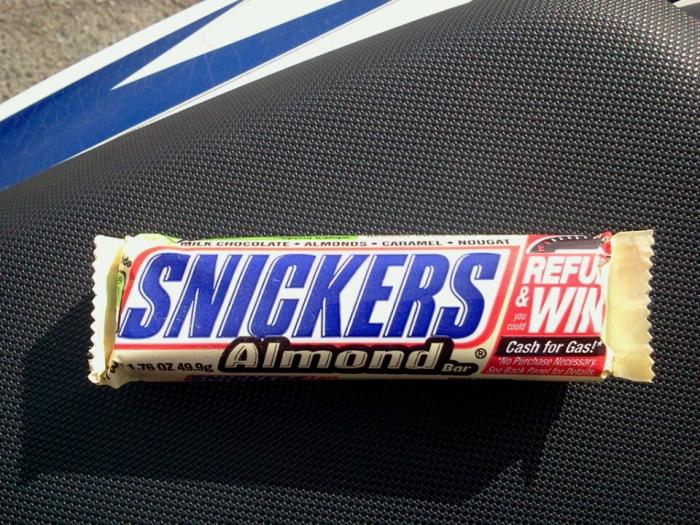 MILK CHOCOLATE • ALMONDS • CARAMEL • NOUGAT
SNICKERS®
Almond Bar
1.76 OZ 49.9g
E
REFU
& WIN
you could
Cash for Gas!*
*No Purchase Necessary.
See Back Panel for Details.